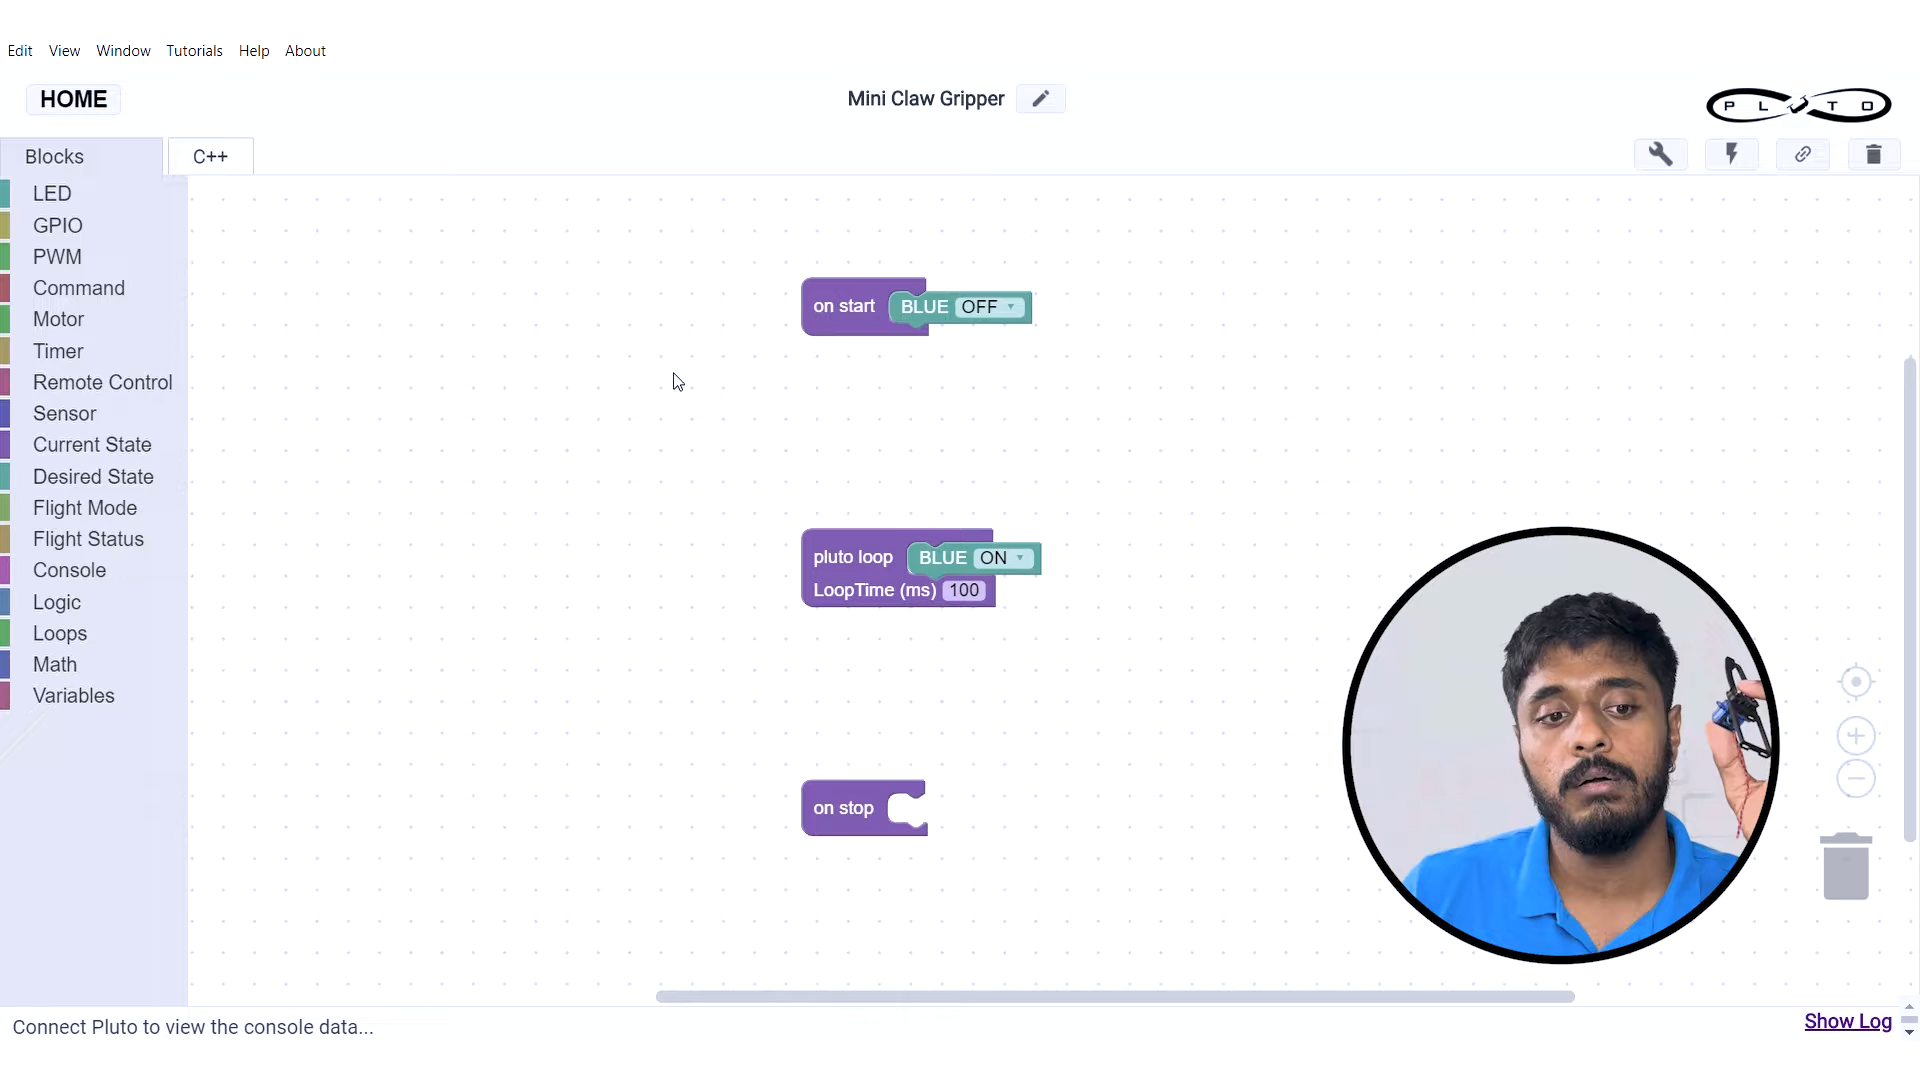 Edit View Window Tutorials Help About
HOME
Mini Claw Gripper
PLUTO
Blocks
C++
LED
GPIO
PWM
Command
Motor
Timer
Remote Control
Sensor
Current State
Desired State
Flight Mode
Flight Status
Console
Logic
Loops
Math
Variables
on start BLUE OFF
pluto loop BLUE ON
LoopTime (ms) 100
on stop
Connect Pluto to view the console data...
Show Log